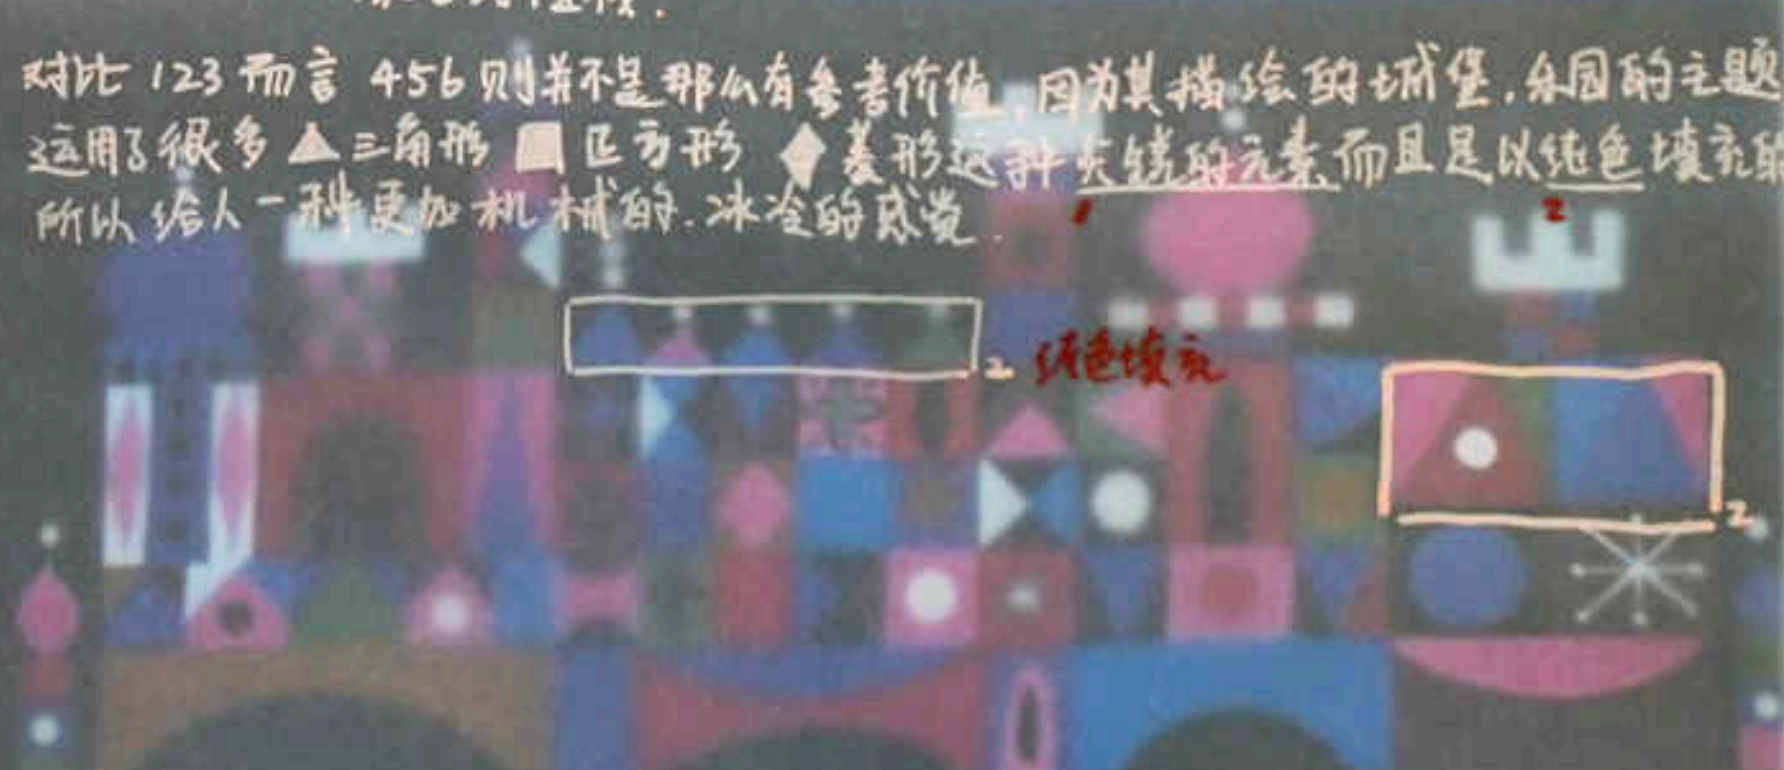 对比 123 而言 456 则并不是那么有参考价值,因为其描绘的城堡.乐园的主题
运用了很多 三角形 正方形 菱形这种尖锐的元素而且是以纯色填充的
所以给人一种更加机械的.冰冷的感觉.
1 2
2 纯色填充
2